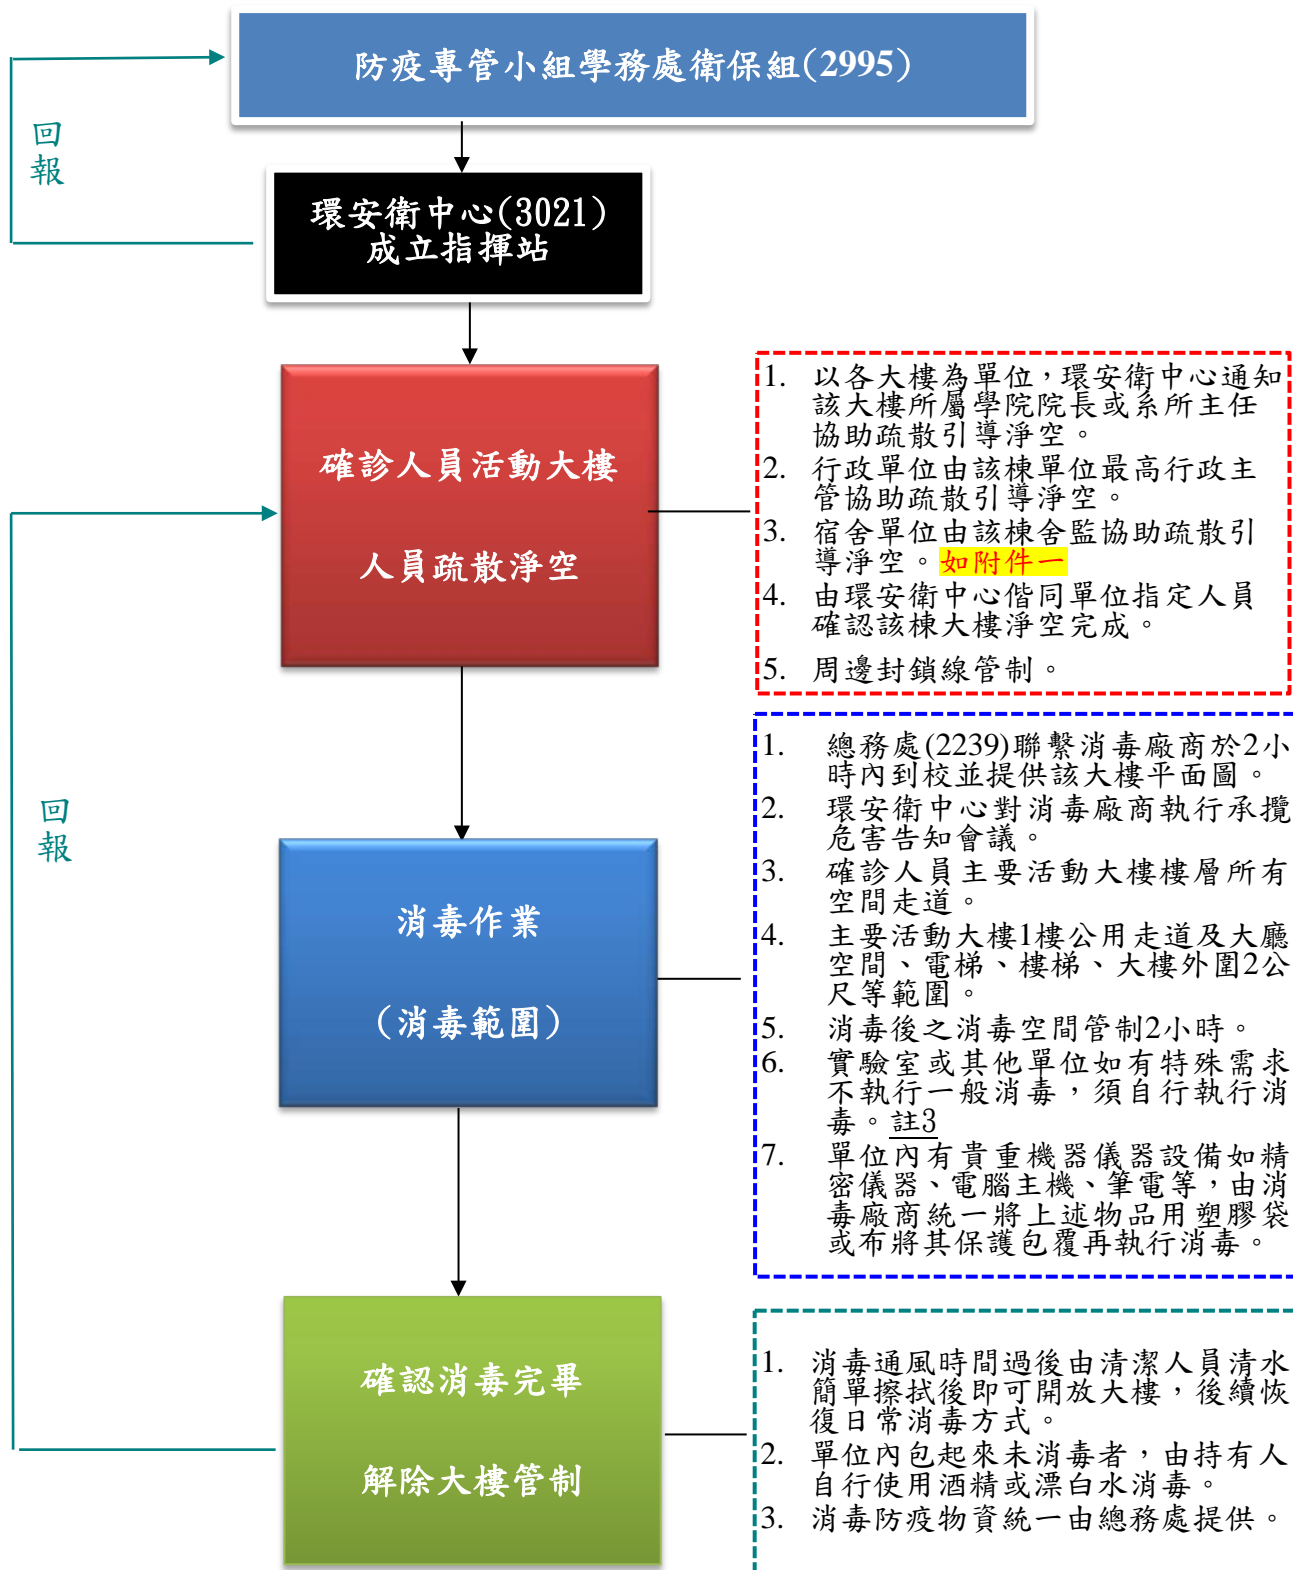 防疫專管小組學務處衛保組(2995)
回
報
環安衛中心(3021)
成立指揮站
確診人員活動大樓
人員疏散淨空
1. 以各大樓為單位，環安衛中心通知
該大樓所屬學院院長或系所主任
協助疏散引導淨空。
2. 行政單位由該棟單位最高行政主
管協助疏散引導淨空。
3. 宿舍單位由該棟舍監協助疏散引
導淨空。如附件一
4. 由環安衛中心偕同單位指定人員
確認該棟大樓淨空完成。
5. 周邊封鎖線管制。
回
報
消毒作業
(消毒範圍)
1. 總務處(2239)聯繫消毒廠商於2小
時內到校並提供該大樓平面圖。
2. 環安衛中心對消毒廠商執行承攬
危害告知會議。
3. 確診人員主要活動大樓樓層所有
空間走道。
4. 主要活動大樓1樓公用走道及大廳
空間、電梯、樓梯、大樓外圍2公
尺等範圍。
5. 消毒後之消毒空間管制2小時。
6. 實驗室或其他單位如有特殊需求
不執行一般消毒，須自行執行消
毒。註3
7. 單位內有貴重機器儀器設備如精
密儀器、電腦主機、筆電等，由消
毒廠商統一將上述物品用塑膠袋
或布將其保護包覆再執行消毒。
確認消毒完畢
解除大樓管制
1. 消毒通風時間過後由清潔人員清水
簡單擦拭後即可開放大樓，後續恢
復日常消毒方式。
2. 單位內包起來未消毒者，由持有人
自行使用酒精或漂白水消毒。
3. 消毒防疫物資統一由總務處提供。